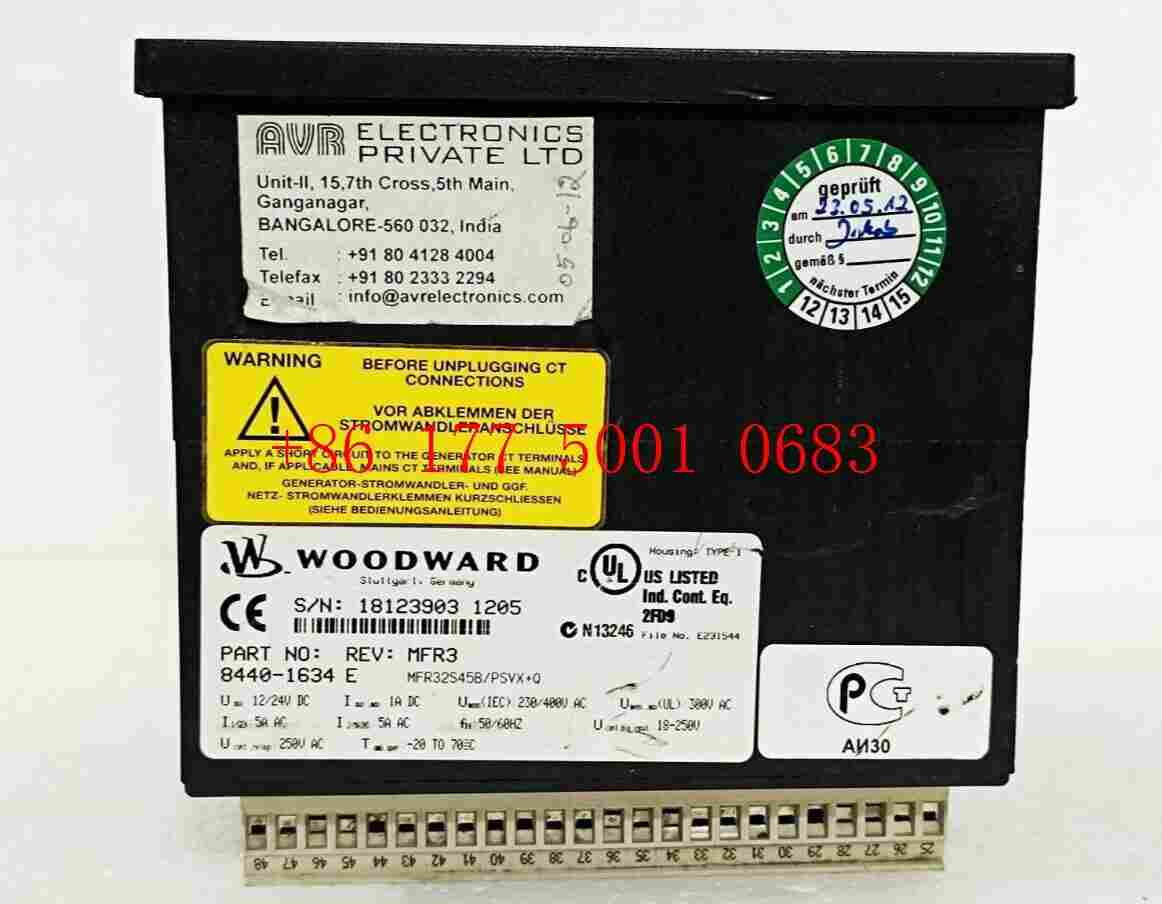 AVR ELECTRONICS
PRIVATE LTD
Unit-II, 15,7th Cross,5th Main,
Ganganagar,
BANGALORE-560 032, India
Tel. : +91 80 4128 4004
Telefax : +91 80 2333 2294
: info@avrelectronics.com
05-06-12
1 2 3 4 5 6 7 8 9 10 11 12
geprüft
am 23.05.12
durch
gemäß §
nächster Termin
12 13 14 15
WARNING
BEFORE UNPLUGGING CT
CONNECTIONS
VOR ABKLEMMEN DER
STROMWANDLERANSCHLÜSSE
+86 177 5001 0683
APPLY A SHORT CIRCUIT TO THE GENERATOR CT TERMINALS
AND, IF APPLICABLE, MAINS CT TERMINALS (SEE MANUAL)
GENERATOR-STROMWANDLER- UND GGF.
NETZ- STROMWANDLERKLEMMEN KURZSCHLIESSEN
(SIEHE BEDIENUNGSANLEITUNG)
W WOODWARD
Stuttgart, Germany
CE S/N: 18123903 1205
PART NO: REV: MFR3
8440-1634 E MFR32S45B/PSVX+Q
C UL US LISTED
Housing: TYPE-1
Ind. Cont. Eq.
2FD9
N13246 File No. E231544
U 12/24V DC I 1A DC U (IEC): 230/400V AC U (UL) 300V AC
I 5A AC I 5A AC fn: 50/60HZ U 18-250V
U 250V AC T -20 TO 70
РСТ
АИ30
48 47 46 45 44 43 42 41 40 39 38 37 36 35 34 33 32 31 30 29 28 27 26 25